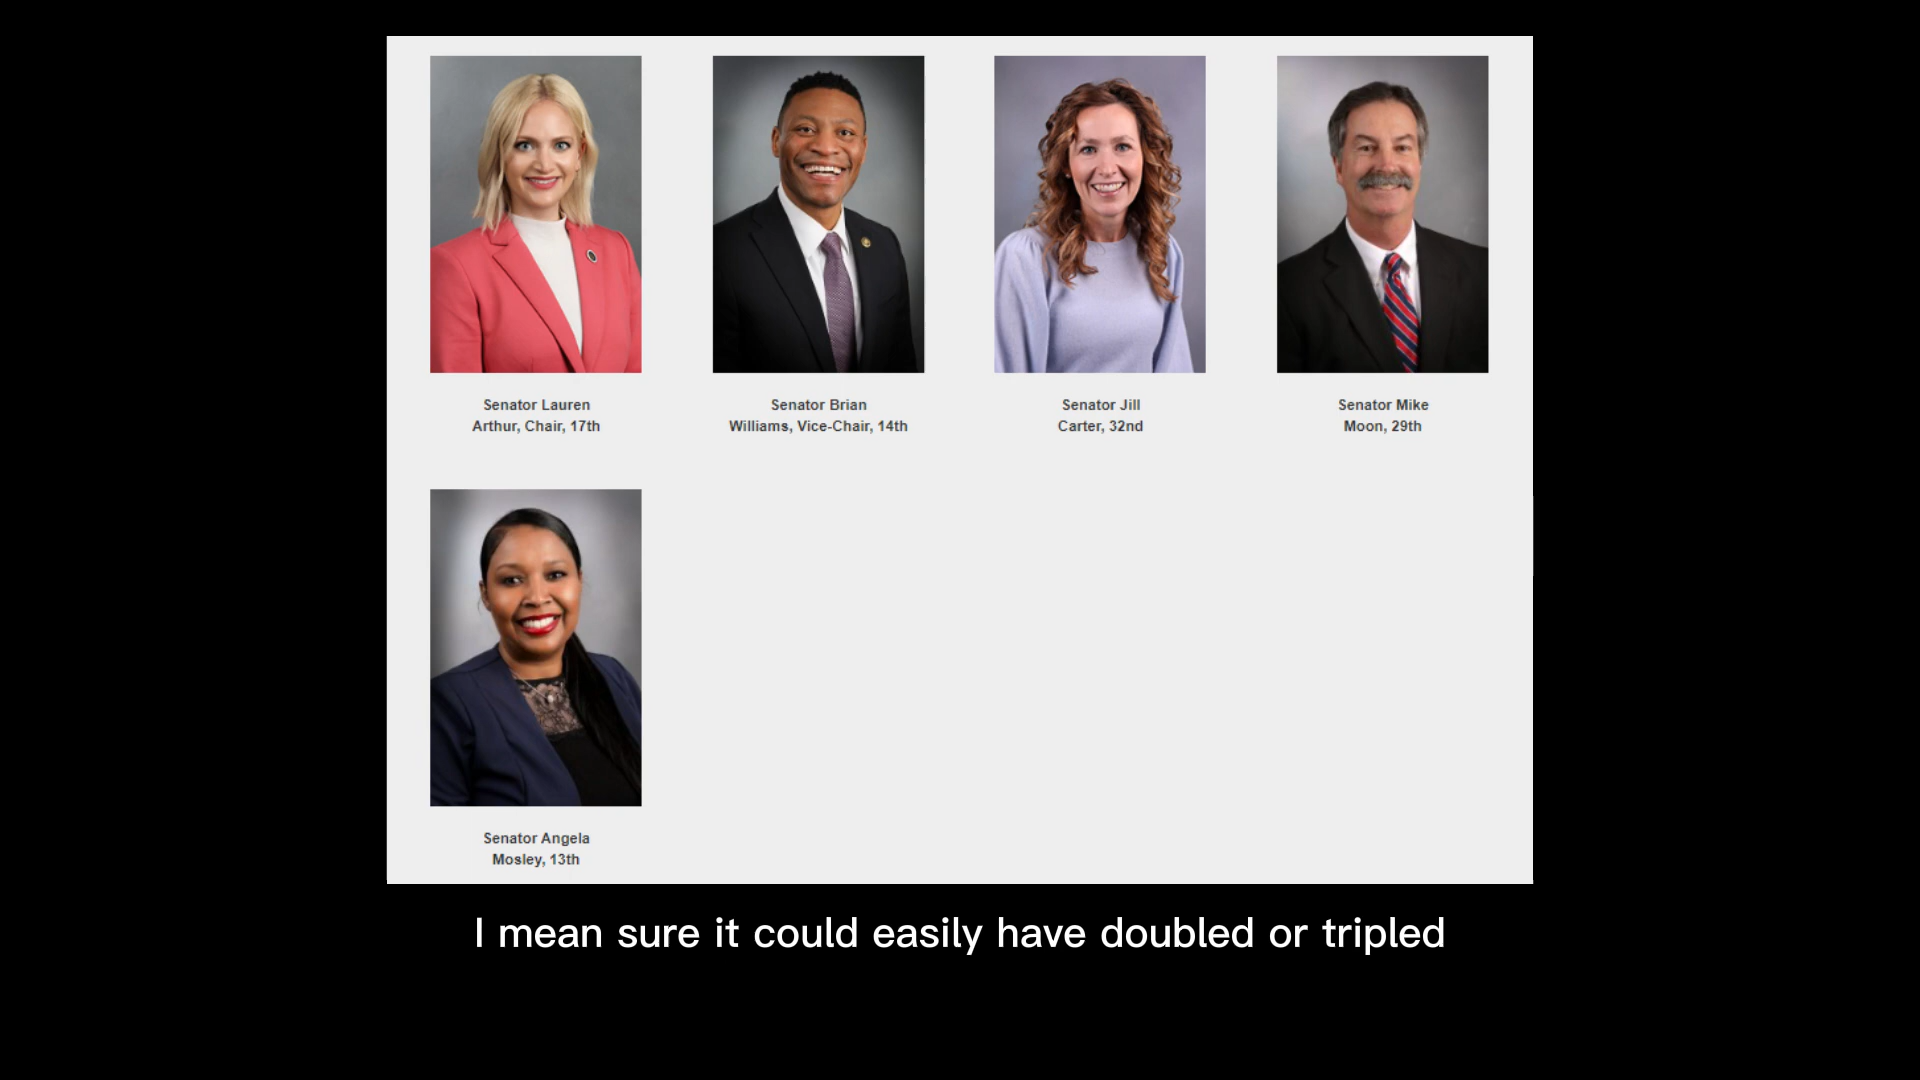 Senator Lauren
Arthur, Chair, 17th
Senator Brian
Williams, Vice-Chair, 14th
Senator Jill
Carter, 32nd
Senator Mike
Moon, 29th
Senator Angela
Mosley, 13th
I mean sure it could easily have doubled or tripled